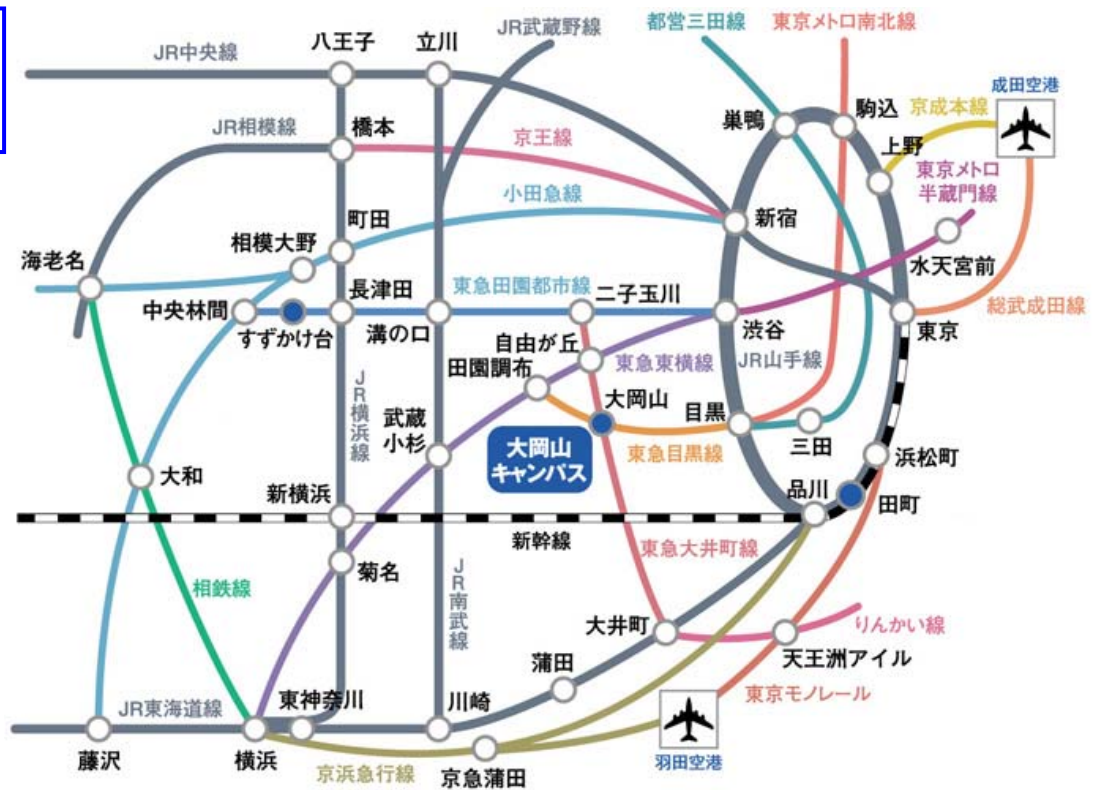 都営三田線
東京メトロ南北線
JR武蔵野線
八王子
立川
JR中央線
成田空港
駒込
京成本線
巣鴨
橋本
JR相模線
京王線
上野
東京メトロ
半蔵門線
小田急線
町田
新宿
相模大野
海老名
水天宮前
長津田
東急田園都市線
二子玉川
中央林間
総武成田線
すずかけ台
溝の口
渋谷
東京
自由が丘
東急東横線
JR山手線
田園調布
JR横浜線
大岡山
目黒
武蔵
小杉
大岡山
キャンパス
東急目黒線
三田
浜松町
大和
新横浜
品川
田町
新幹線
東急大井町線
菊名
JR南武線
相鉄線
大井町
りんかい線
天王洲アイル
蒲田
東神奈川
川崎
東京モノレール
JR東海道線
藤沢
横浜
京浜急行線
京急蒲田
羽田空港